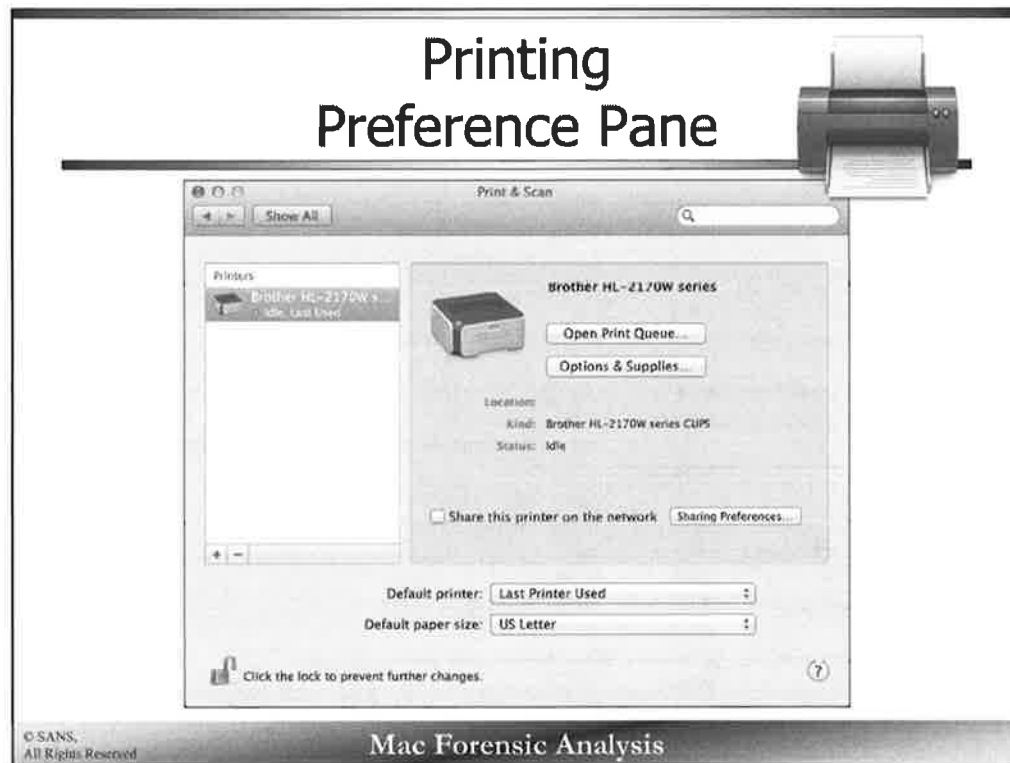 Printing
Preference Pane
Print & Scan
Show All
Printers
Brother HL-2170W s...
Idle, Last Used
Brother HL-2170W series
Open Print Queue...
Options & Supplies...
Location:
Kind: Brother HL-2170W series CUPS
Status: Idle
Share this printer on the network
Sharing Preferences...
+ -
Default printer: Last Printer Used
Default paper size: US Letter
Click the lock to prevent further changes.
?
© SANS,
All Rights Reserved
Mac Forensic Analysis